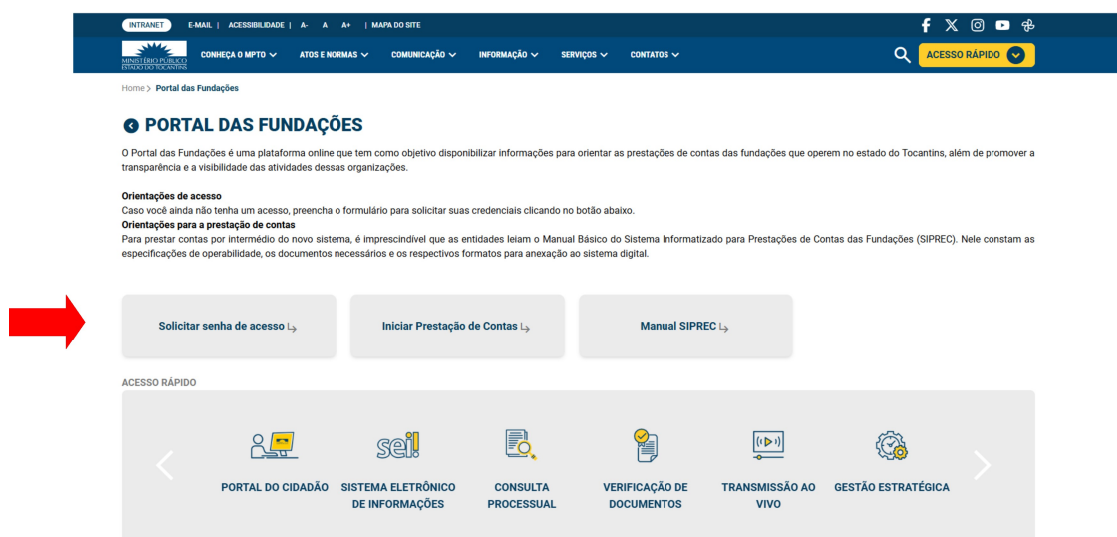 INTRANET E-MAIL | ACESSIBILIDADE | A- A A+ | MAPA DO SITE
MINISTÉRIO PÚBLICO
ESTADO DO TOCANTINS
CONHEÇA O MPTO ATOS E NORMAS COMUNICAÇÃO INFORMAÇÃO SERVIÇOS CONTATOS
ACESSO RÁPIDO
Home > Portal das Fundações
PORTAL DAS FUNDAÇÕES
O Portal das Fundações é uma plataforma online que tem como objetivo disponibilizar informações para orientar as prestações de contas das fundações que operem no estado do Tocantins, além de promover a
transparência e a visibilidade das atividades dessas organizações.
Orientações de acesso
Caso você ainda não tenha um acesso, preencha o formulário para solicitar suas credenciais clicando no botão abaixo.
Orientações para a prestação de contas
Para prestar contas por intermédio do novo sistema, é imprescindível que as entidades leiam o Manual Básico do Sistema Informatizado para Prestações de Contas das Fundações (SIPREC). Nele constam as
especificações de operabilidade, os documentos necessários e os respectivos formatos para anexação ao sistema digital.
Solicitar senha de acesso
Iniciar Prestação de Contas
Manual SIPREC
ACESSO RÁPIDO
sei!
PORTAL DO CIDADÃO
SISTEMA ELETRÔNICO
DE INFORMAÇÕES
CONSULTA
PROCESSUAL
VERIFICAÇÃO DE
DOCUMENTOS
TRANSMISSÃO AO
VIVO
GESTÃO ESTRATÉGICA